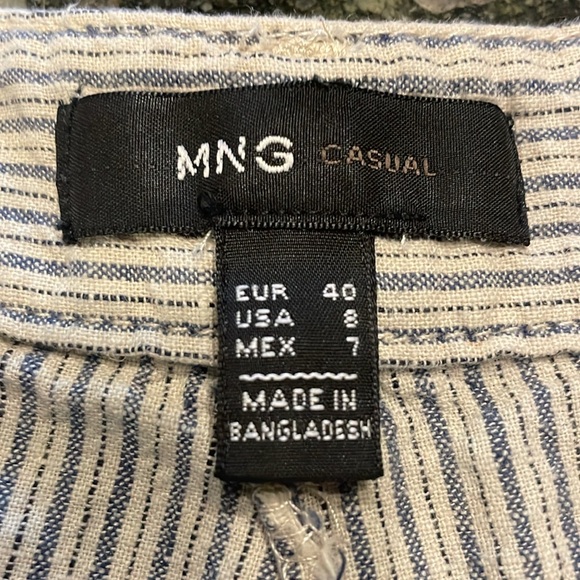 MNG CASUAL
EUR 40
USA 8
MEX 7
MADE IN
BANGLADESH